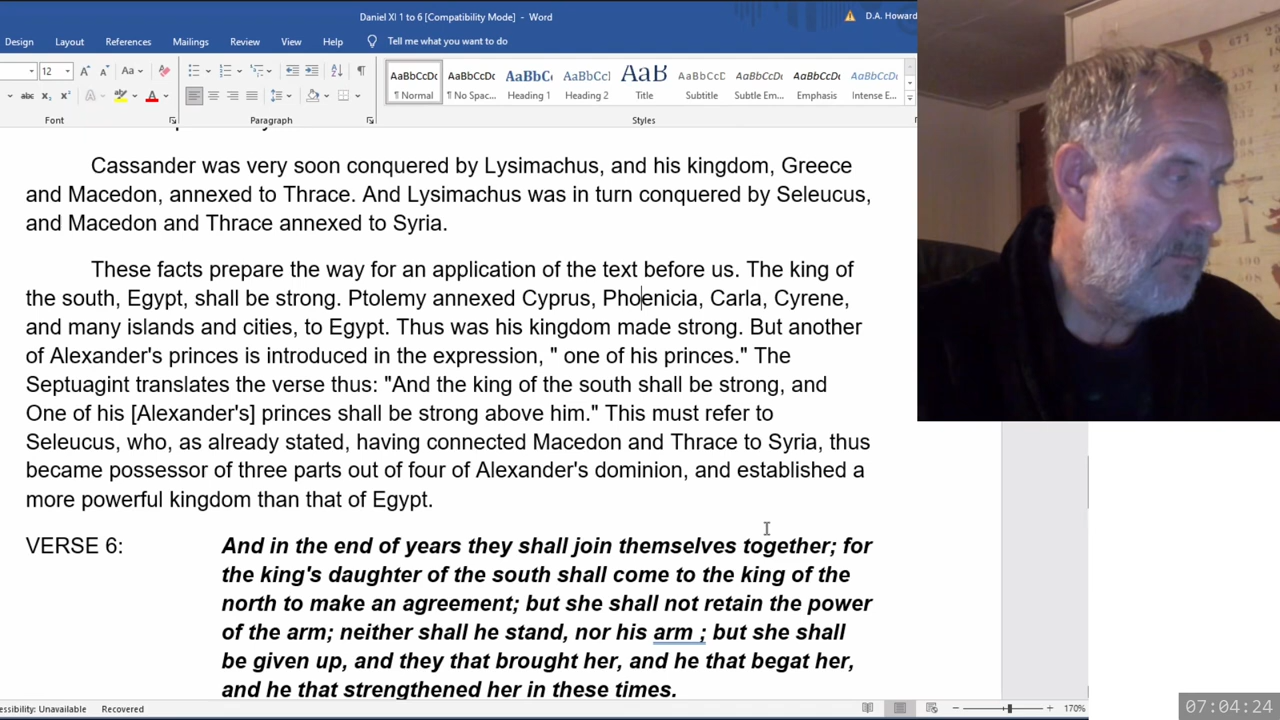 Daniel XI 1 to 6 [Compatibility Mode] - Word
D.A. Howard
Design Layout References Mailings Review View Help Tell me what you want to do
12 Aa
AaBbCcDc AaBbCcDc AaBbC AaBbCcl AaB AaBbCcD AaBbCcDc AaBbCcDc AaBbCcDc
¶ Normal ¶ No Spac... Heading 1 Heading 2 Title Subtitle Subtle Em... Emphasis Intense E...
Font Paragraph Styles
Cassander was very soon conquered by Lysimachus, and his kingdom, Greece
and Macedon, annexed to Thrace. And Lysimachus was in turn conquered by Seleucus,
and Macedon and Thrace annexed to Syria.
These facts prepare the way for an application of the text before us. The king of
the south, Egypt, shall be strong. Ptolemy annexed Cyprus, Phoenicia, Carla, Cyrene,
and many islands and cities, to Egypt. Thus was his kingdom made strong. But another
of Alexander's princes is introduced in the expression, " one of his princes." The
Septuagint translates the verse thus: "And the king of the south shall be strong, and
One of his [Alexander's] princes shall be strong above him." This must refer to
Seleucus, who, as already stated, having connected Macedon and Thrace to Syria, thus
became possessor of three parts out of four of Alexander's dominion, and established a
more powerful kingdom than that of Egypt.
VERSE 6: And in the end of years they shall join themselves together; for
the king's daughter of the south shall come to the king of the
north to make an agreement; but she shall not retain the power
of the arm; neither shall he stand, nor his arm ; but she shall
be given up, and they that brought her, and he that begat her,
and he that strengthened her in these times.
ssibility: Unavailable Recovered 170%
07:04:24